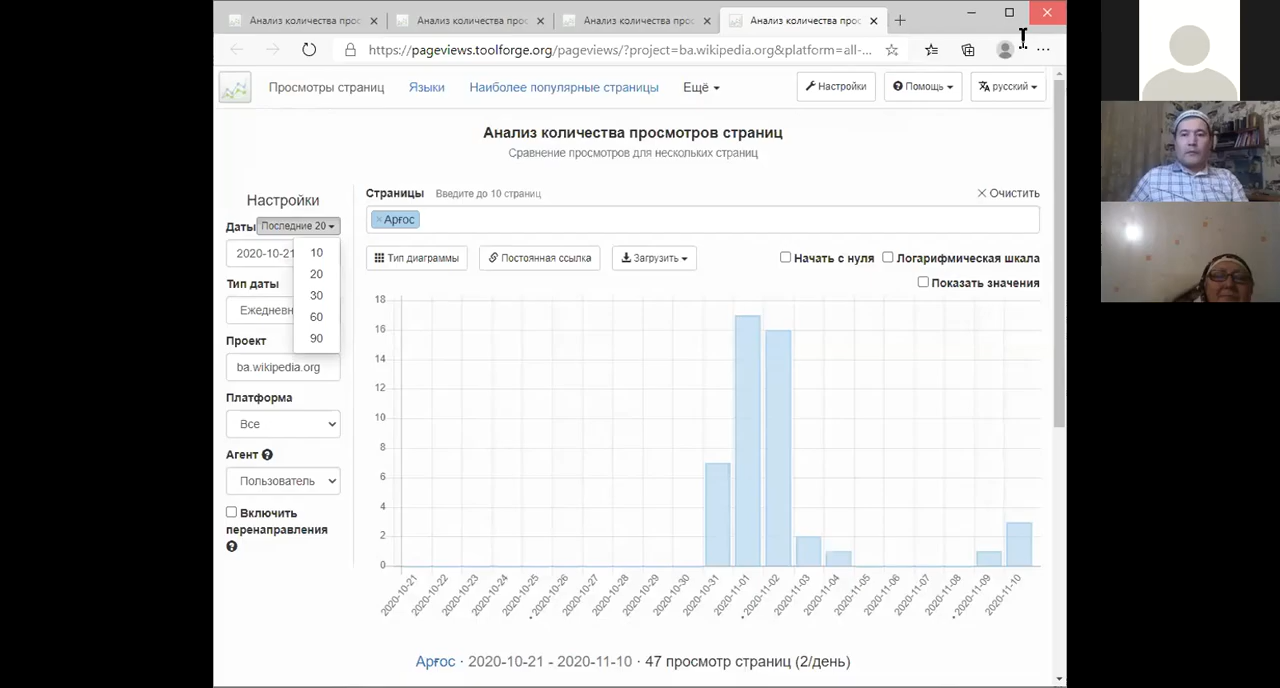 Анализ количества прос
Анализ количества прос
Анализ количества прос
Анализ количества прос
https://pageviews.toolforge.org/pageviews/?project=ba.wikipedia.org&platform=all-...
Просмотры страниц
Языки
Наиболее популярные страницы
Ещё
Настройки
Помощь
русский
Анализ количества просмотров страниц
Сравнение просмотров для нескольких страниц
Настройки
Даты
Последние 20
2020-10-21
10
20
30
60
90
Тип даты
Ежедневн
Проект
ba.wikipedia.org
Платформа
Все
Агент
Пользователь
Включить
перенаправления
Страницы
Введите до 10 страниц
Очистить
× Арғос
Тип диаграммы
Постоянная ссылка
Загрузить
Начать с нуля
Логарифмическая шкала
Показать значения
18
16
14
12
10
8
6
4
2
0
2020-10-21
2020-10-22
2020-10-23
2020-10-24
2020-10-25
• 2020-10-26
2020-10-27
2020-10-28
2020-10-29
2020-10-30
2020-10-31
2020-11-01
• 2020-11-02
2020-11-03
2020-11-04
2020-11-05
2020-11-06
2020-11-07
2020-11-08
• 2020-11-09
2020-11-10
Арғос · 2020-10-21 - 2020-11-10 · 47 просмотр страниц (2/день)